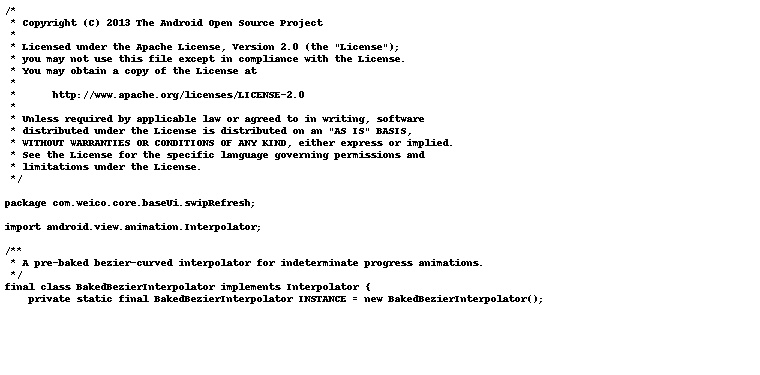 /*
 * Copyright (C) 2013 The Android Open Source Project
 *
 * Licensed under the Apache License, Version 2.0 (the "License");
 * you may not use this file except in compliance with the License.
 * You may obtain a copy of the License at
 *
 *      http://www.apache.org/licenses/LICENSE-2.0
 *
 * Unless required by applicable law or agreed to in writing, software
 * distributed under the License is distributed on an "AS IS" BASIS,
 * WITHOUT WARRANTIES OR CONDITIONS OF ANY KIND, either express or implied.
 * See the License for the specific language governing permissions and
 * limitations under the License.
 */

package com.weico.core.baseUi.swipRefresh;

import android.view.animation.Interpolator;

/**
 * A pre-baked bezier-curved interpolator for indeterminate progress animations.
 */
final class BakedBezierInterpolator implements Interpolator {
    private static final BakedBezierInterpolator INSTANCE = new BakedBezierInterpolator();